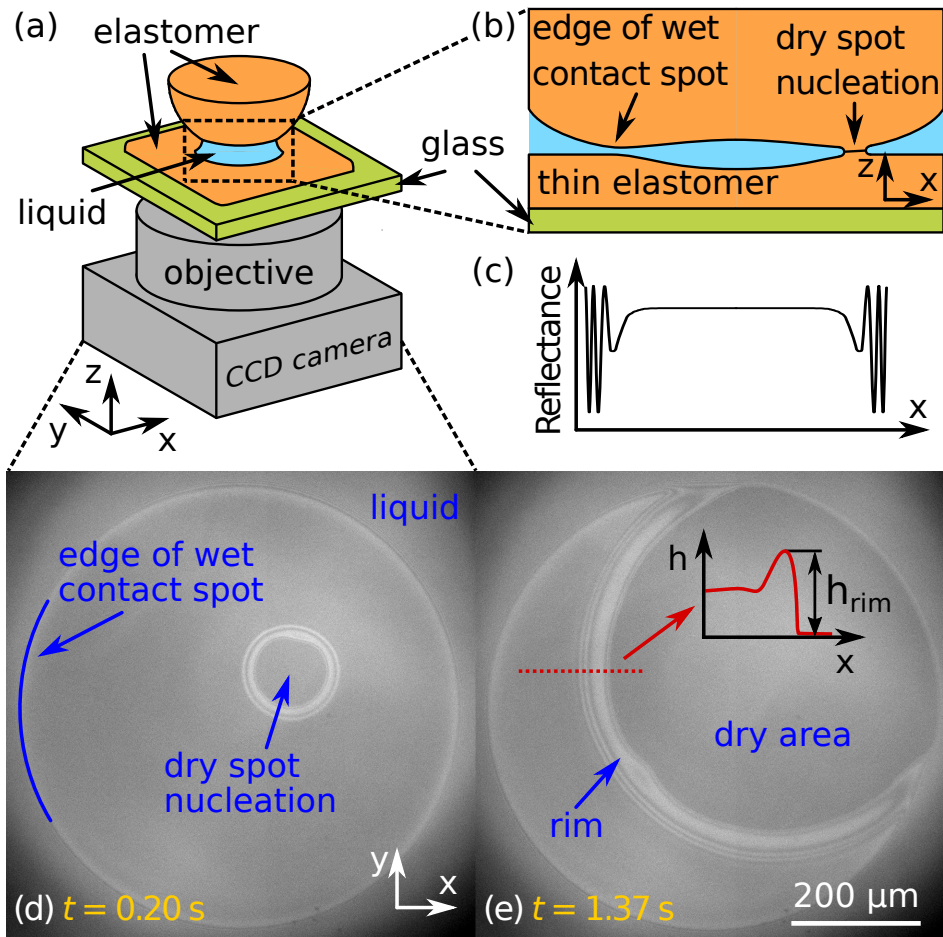 (a)
elastomer
liquid
glass
objective
CCD camera
z
y
x
(b)
edge of wet
contact spot
dry spot
nucleation
thin elastomer
z
x
(c)
Reflectance
x
liquid
edge of wet
contact spot
dry spot
nucleation
y
x
(d) t = 0.20 s
h
h_rim
x
dry area
rim
(e) t = 1.37 s
200 μm